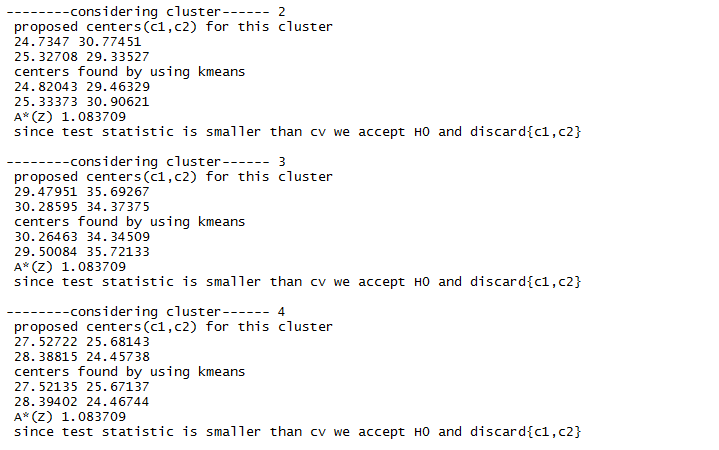 --------considering cluster------ 2
proposed centers(c1,c2) for this cluster
24.7347 30.77451
25.32708 29.33527
centers found by using kmeans
24.82043 29.46329
25.33373 30.90621
A*(Z) 1.083709
since test statistic is smaller than cv we accept H0 and discard{c1,c2}
--------considering cluster------ 3
proposed centers(c1,c2) for this cluster
29.47951 35.69267
30.28595 34.37375
centers found by using kmeans
30.26463 34.34509
29.50084 35.72133
A*(Z) 1.083709
since test statistic is smaller than cv we accept H0 and discard{c1,c2}
--------considering cluster------ 4
proposed centers(c1,c2) for this cluster
27.52722 25.68143
28.38815 24.45738
centers found by using kmeans
27.52135 25.67137
28.39402 24.46744
A*(Z) 1.083709
since test statistic is smaller than cv we accept H0 and discard{c1,c2}